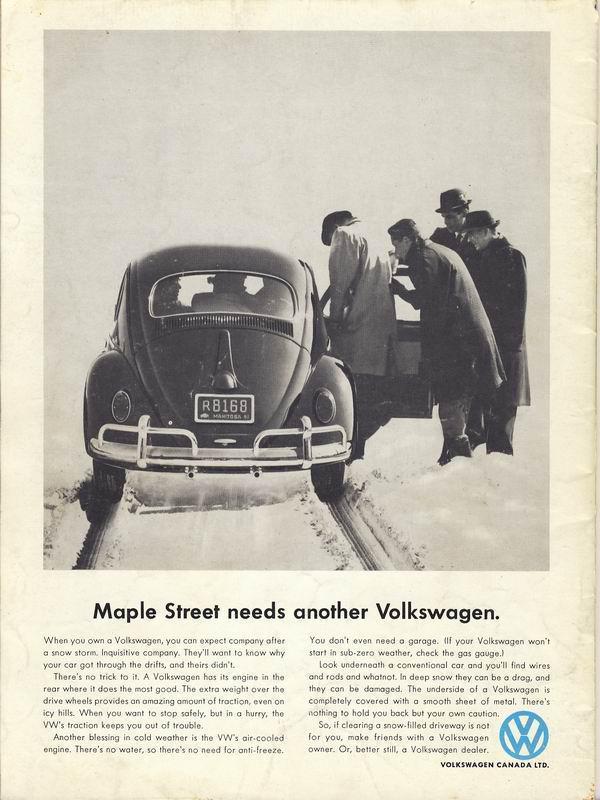 R8168
MANITOBA 61
Maple Street needs another Volkswagen.
When you own a Volkswagen, you can expect company after
a snow storm. Inquisitive company. They'll want to know why
your car got through the drifts, and theirs didn't.
There's no trick to it. A Volkswagen has its engine in the
rear where it does the most good. The extra weight over the
drive wheels provides an amazing amount of traction, even on
icy hills. When you want to stop safely, but in a hurry, the
VW's traction keeps you out of trouble.
Another blessing in cold weather is the VW's air-cooled
engine. There's no water, so there's no need for anti-freeze.
You don't even need a garage. (If your Volkswagen won't
start in sub-zero weather, check the gas gauge.)
Look underneath a conventional car and you'll find wires
and rods and whatnot. In deep snow they can be a drag, and
they can be damaged. The underside of a Volkswagen is
completely covered with a smooth sheet of metal. There's
nothing to hold you back but your own caution.
So, if clearing a snow-filled driveway is not
for you, make friends with a Volkswagen
owner. Or, better still, a Volkswagen dealer.
VW
VOLKSWAGEN CANADA LTD.